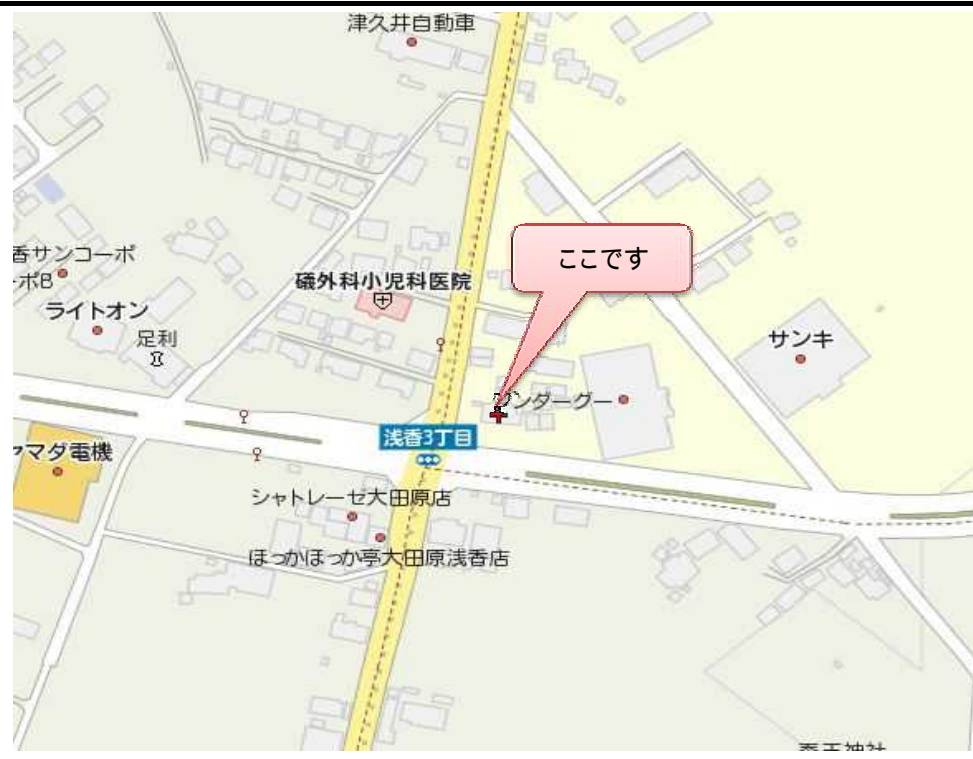 津久井自動車
香サンコーポ
ーポB
ライトオン
足利
礒外科小児科医院
ここです
サンキ
ンダーグー
浅香3丁目
マダ電機
シャトレーゼ大田原店
ほっかほっか亭大田原浅香店